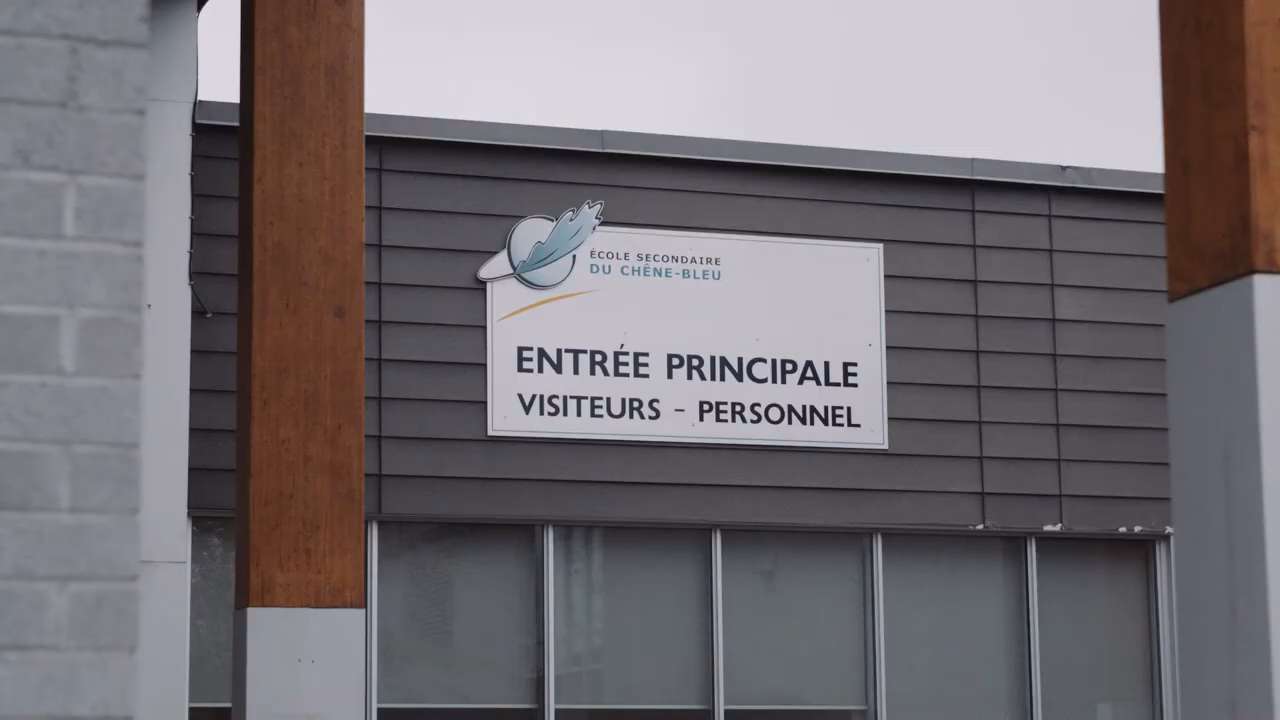 ÉCOLE SECONDAIRE
DU CHÊNE-BLEU
ENTRÉE PRINCIPALE
VISITEURS - PERSONNEL